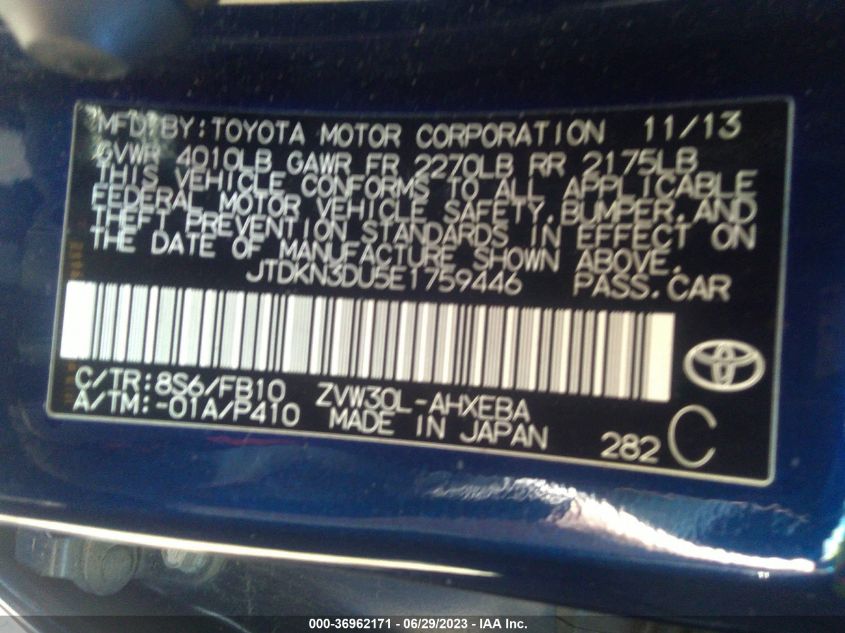 MFD.BY:TOYOTA MOTOR CORPORATION 11/13
GVWR 4010LB GAWR FR 2270LB RR 2175LB
THIS VEHICLE CONFORMS TO ALL APPLICABLE
FEDERAL MOTOR VEHICLE SAFETY,BUMPER,AND
THEFT PREVENTION STANDARDS IN EFFECT ON
THE DATE OF MANUFACTURE SHOWN ABOVE.
JTDKN3DU5E1759446 PASS.CAR
C/TR:8S6/FB10 ZVW30L-AHXEBA
A/TM:-01A/P410 MADE IN JAPAN
282 C
000-36962171 - 06/29/2023 - IAA Inc.